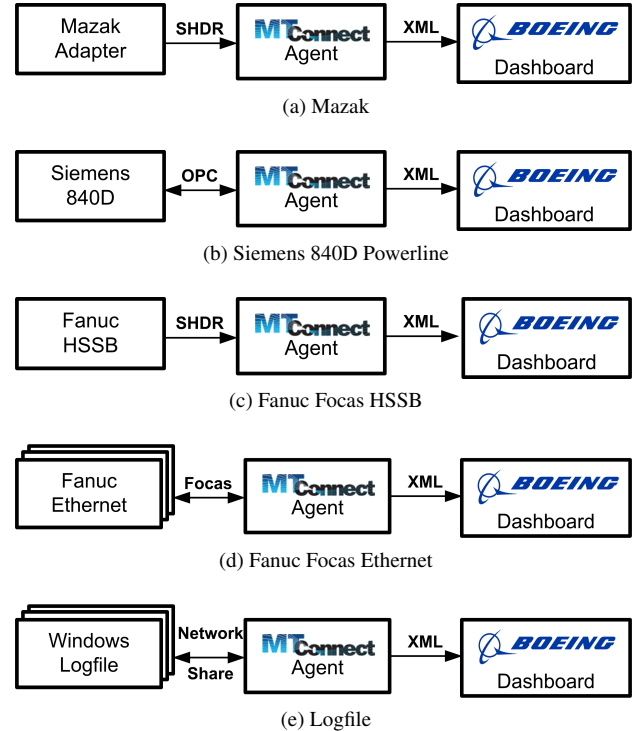 Mazak
Adapter
SHDR
MTConnect
Agent
XML
BOEING
Dashboard
(a) Mazak
Siemens
840D
OPC
MTConnect
Agent
XML
BOEING
Dashboard
(b) Siemens 840D Powerline
Fanuc
HSSB
SHDR
MTConnect
Agent
XML
BOEING
Dashboard
(c) Fanuc Focas HSSB
Fanuc
Ethernet
Focas
MTConnect
Agent
XML
BOEING
Dashboard
(d) Fanuc Focas Ethernet
Windows
Logfile
Network
Share
MTConnect
Agent
XML
BOEING
Dashboard
(e) Logfile